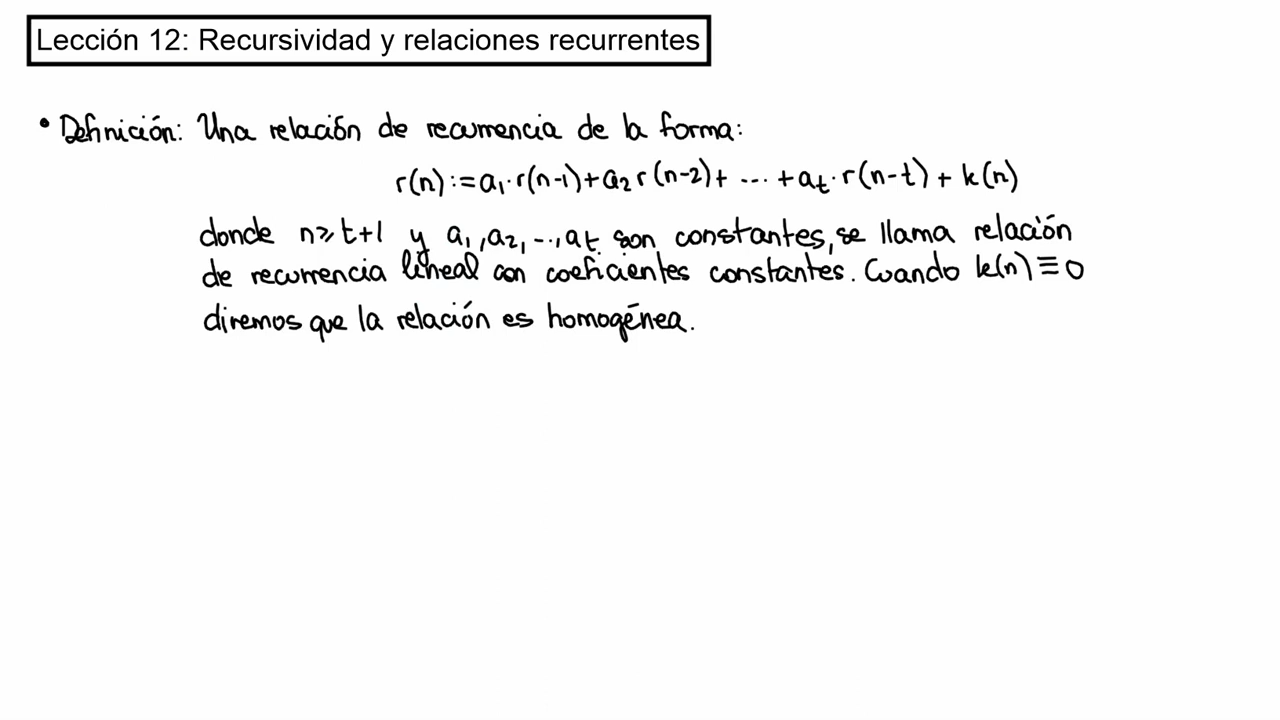 Lección 12: Recursividad y relaciones recurrentes
• Definición: Una relación de recurrencia de la forma:
r(n) := a₁·r(n-1) + a₂ r(n-2) + ... + aₜ·r(n-t) + k(n)
donde n ≥ t+1 y a₁, a₂, ..., aₜ son constantes, se llama relación
de recurrencia lineal con coeficientes constantes. Cuando k(n) ≡ 0
diremos que la relación es homogénea.